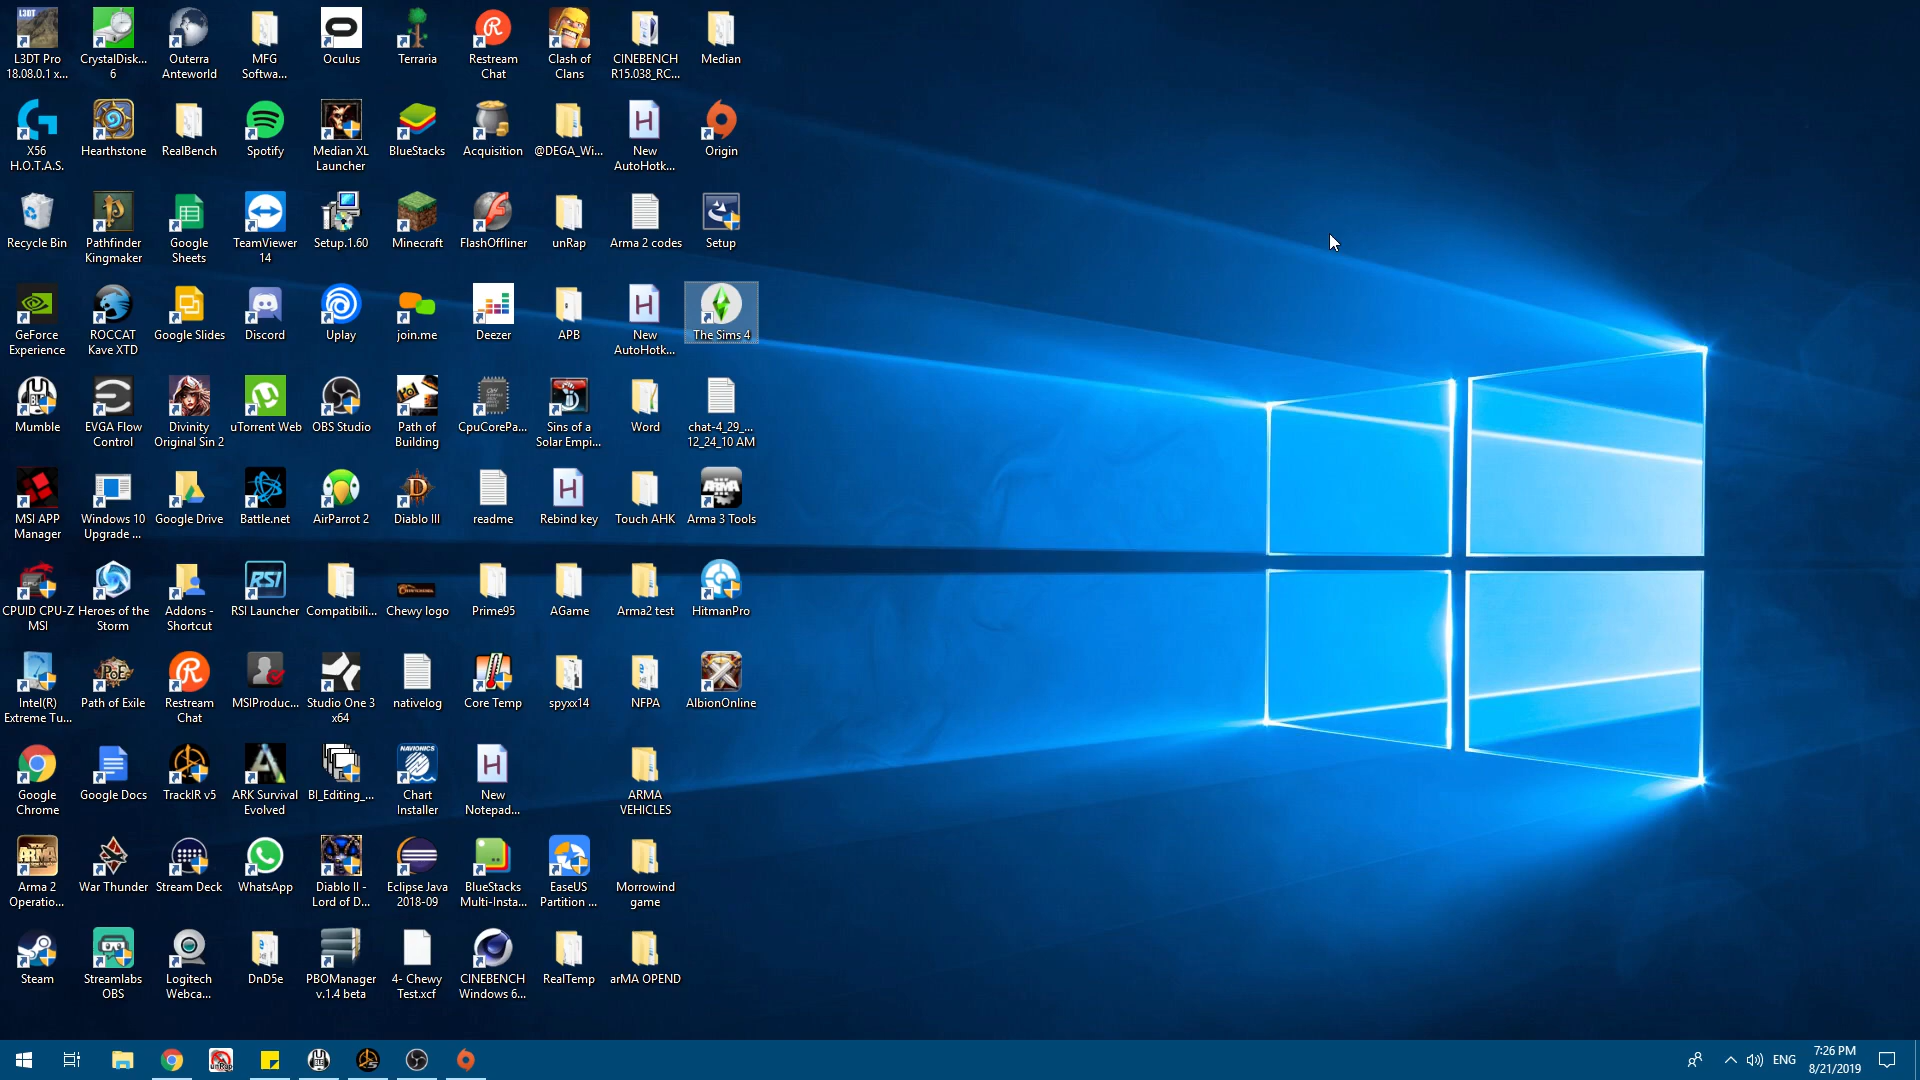 L3DT Pro
18.08.0.1 x...
CrystalDisk...
6
Outerra
Anteworld
MFG
Softwa...
Oculus
Terraria
Restream
Chat
Clash of
Clans
CINEBENCH
R15.038_RC...
Median
X56
H.O.T.A.S.
Hearthstone
RealBench
Spotify
Median XL
Launcher
BlueStacks
Acquisition
@DEGA_Wi...
New
AutoHotk...
Origin
Recycle Bin
Pathfinder
Kingmaker
Google
Sheets
TeamViewer
14
Setup.1.60
Minecraft
FlashOffliner
unRap
Arma 2 codes
Setup
GeForce
Experience
ROCCAT
Kave XTD
Google Slides
Discord
Uplay
join.me
Deezer
APB
New
AutoHotk...
The Sims 4
Mumble
EVGA Flow
Control
Divinity
Original Sin 2
uTorrent Web
OBS Studio
Path of
Building
CpuCorePa...
Sins of a
Solar Empi...
Word
chat-4_29_...
12_24_10 AM
MSI APP
Manager
Windows 10
Upgrade ...
Google Drive
Battle.net
AirParrot 2
Diablo III
readme
Rebind key
Touch AHK
Arma 3 Tools
CPUID CPU-Z
MSI
Heroes of the
Storm
Addons -
Shortcut
RSI Launcher
Compatibili...
Chewy logo
Prime95
AGame
Arma2 test
HitmanPro
Intel(R)
Extreme Tu...
Path of Exile
Restream
Chat
MSIProduc...
Studio One 3
x64
nativelog
Core Temp
spyxx14
NFPA
AlbionOnline
Google
Chrome
Google Docs
TrackIR v5
ARK Survival
Evolved
BI_Editing_...
Chart
Installer
New
Notepad...
ARMA
VEHICLES
Arma 2
Operatio...
War Thunder
Stream Deck
WhatsApp
Diablo II -
Lord of D...
Eclipse Java
2018-09
BlueStacks
Multi-Insta...
EaseUS
Partition ...
Morrowind
game
Steam
Streamlabs
OBS
Logitech
Webca...
DnD5e
PBOManager
v.1.4 beta
4- Chewy
Test.xcf
CINEBENCH
Windows 6...
RealTemp
arMA OPEND
ENG
7:26 PM
8/21/2019